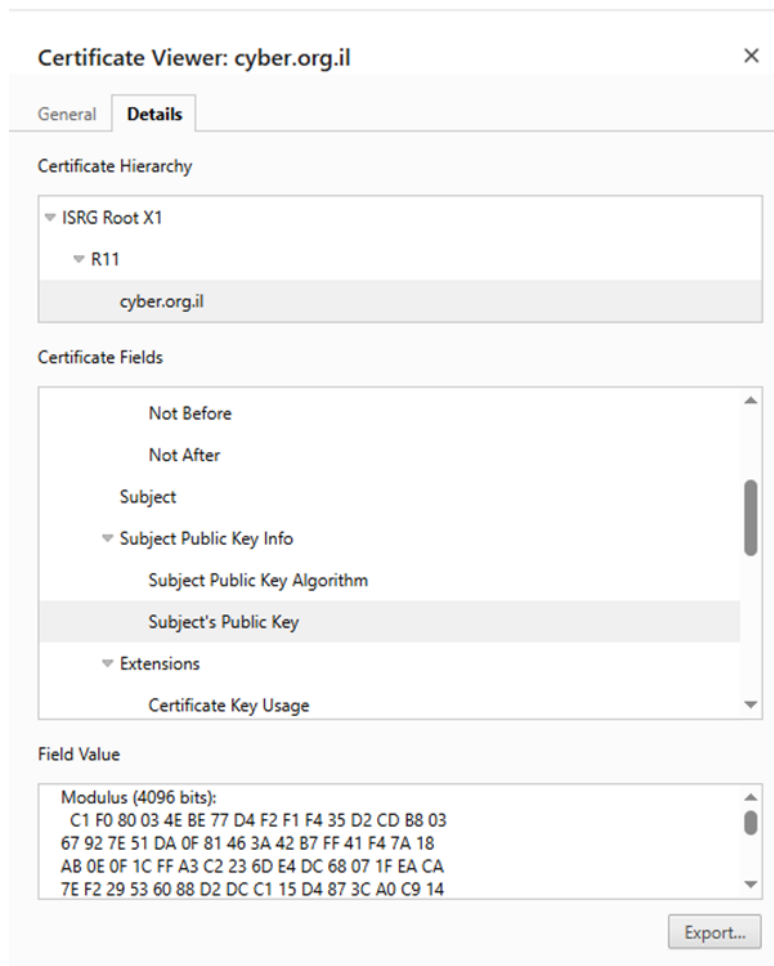 Certificate Viewer: cyber.org.il
General Details
Certificate Hierarchy
ISRG Root X1
R11
cyber.org.il
Certificate Fields
Not Before
Not After
Subject
Subject Public Key Info
Subject Public Key Algorithm
Subject's Public Key
Extensions
Certificate Key Usage
Field Value
Modulus (4096 bits):
C1 F0 80 03 4E BE 77 D4 F2 F1 F4 35 D2 CD B8 03
67 92 7E 51 DA 0F 81 46 3A 42 B7 FF 41 F4 7A 18
AB 0E 0F 1C FF A3 C2 23 6D E4 DC 68 07 1F EA CA
7E F2 29 53 60 88 D2 DC C1 15 D4 87 3C A0 C9 14
Export...